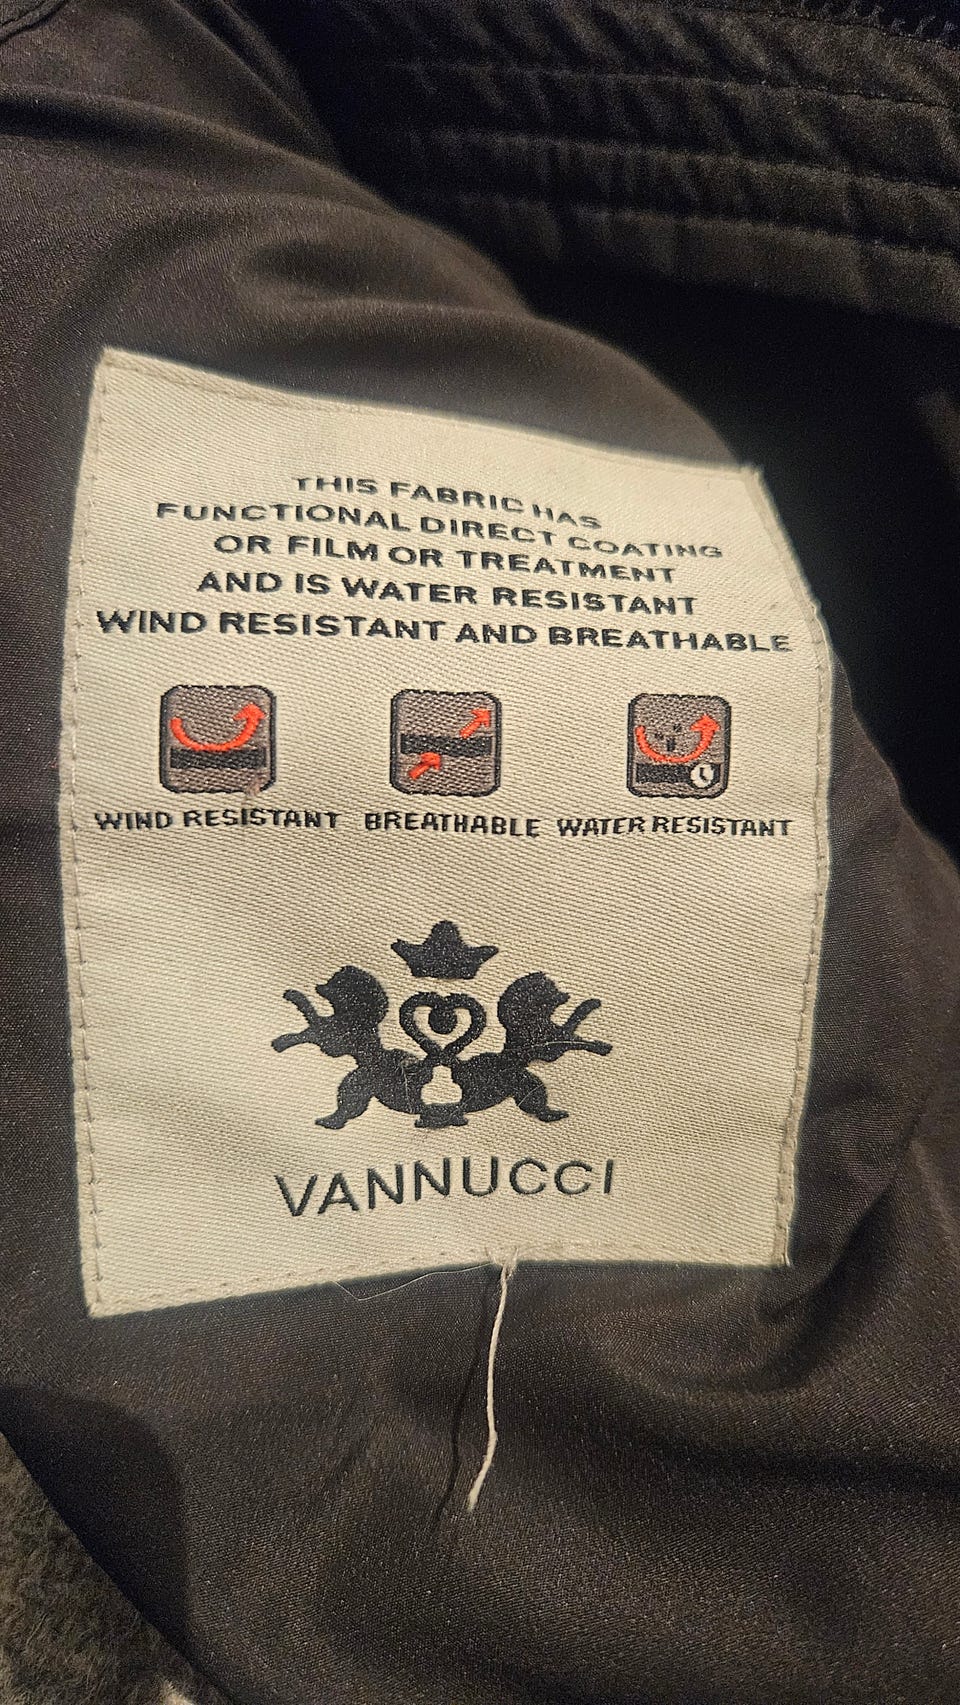 THIS FABRIC HAS
FUNCTIONAL DIRECT COATING
OR FILM OR TREATMENT
AND IS WATER RESISTANT
WIND RESISTANT AND BREATHABLE
WIND RESISTANT BREATHABLE WATER RESISTANT
VANNUCCI